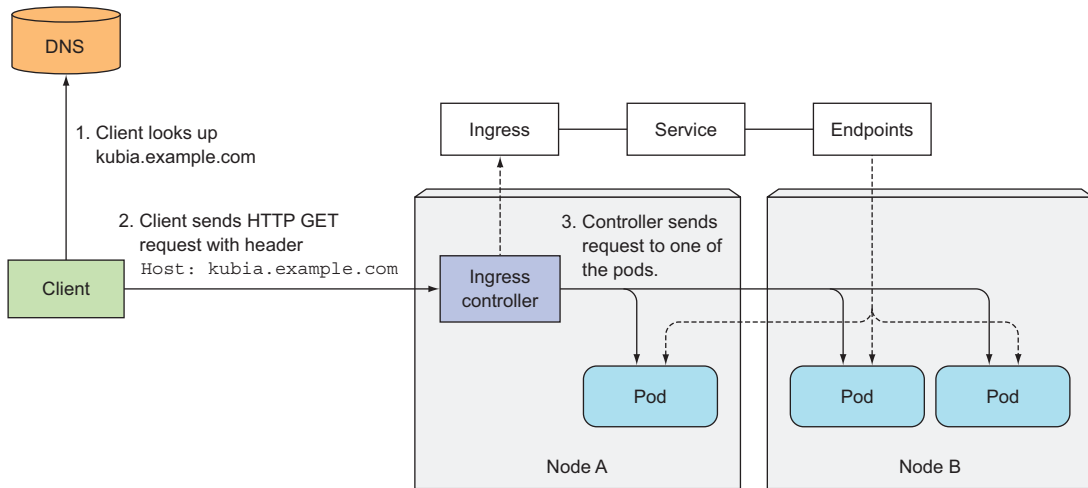 DNS
1. Client looks up
kubia.example.com
Ingress
Service
Endpoints
2. Client sends HTTP GET
request with header
Host: kubia.example.com
3. Controller sends
request to one of
the pods.
Client
Ingress
controller
Pod
Pod
Pod
Node A
Node B